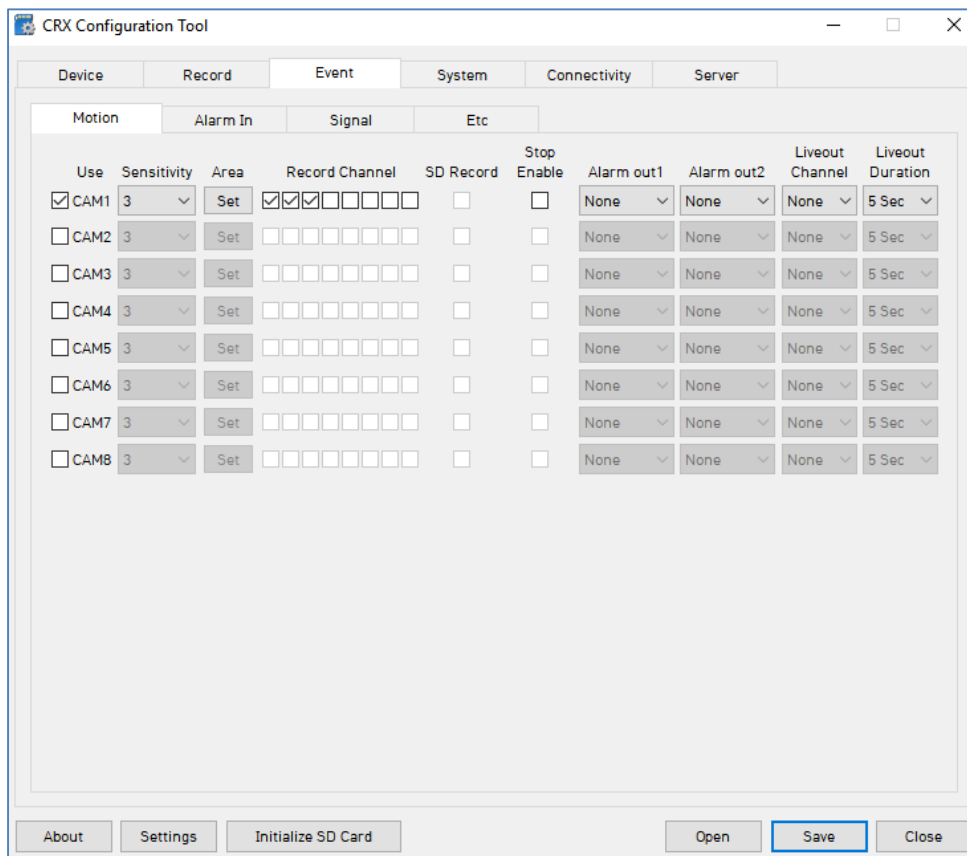 CRX Configuration Tool
Device Record Event System Connectivity Server
Motion Alarm In Signal Etc
Use Sensitivity Area Record Channel SD Record Stop Enable Alarm out1 Alarm out2 Liveout Channel Liveout Duration
CAM1 3 Set None None None 5 Sec
CAM2 3 Set None None None 5 Sec
CAM3 3 Set None None None 5 Sec
CAM4 3 Set None None None 5 Sec
CAM5 3 Set None None None 5 Sec
CAM6 3 Set None None None 5 Sec
CAM7 3 Set None None None 5 Sec
CAM8 3 Set None None None 5 Sec
About Settings Initialize SD Card Open Save Close